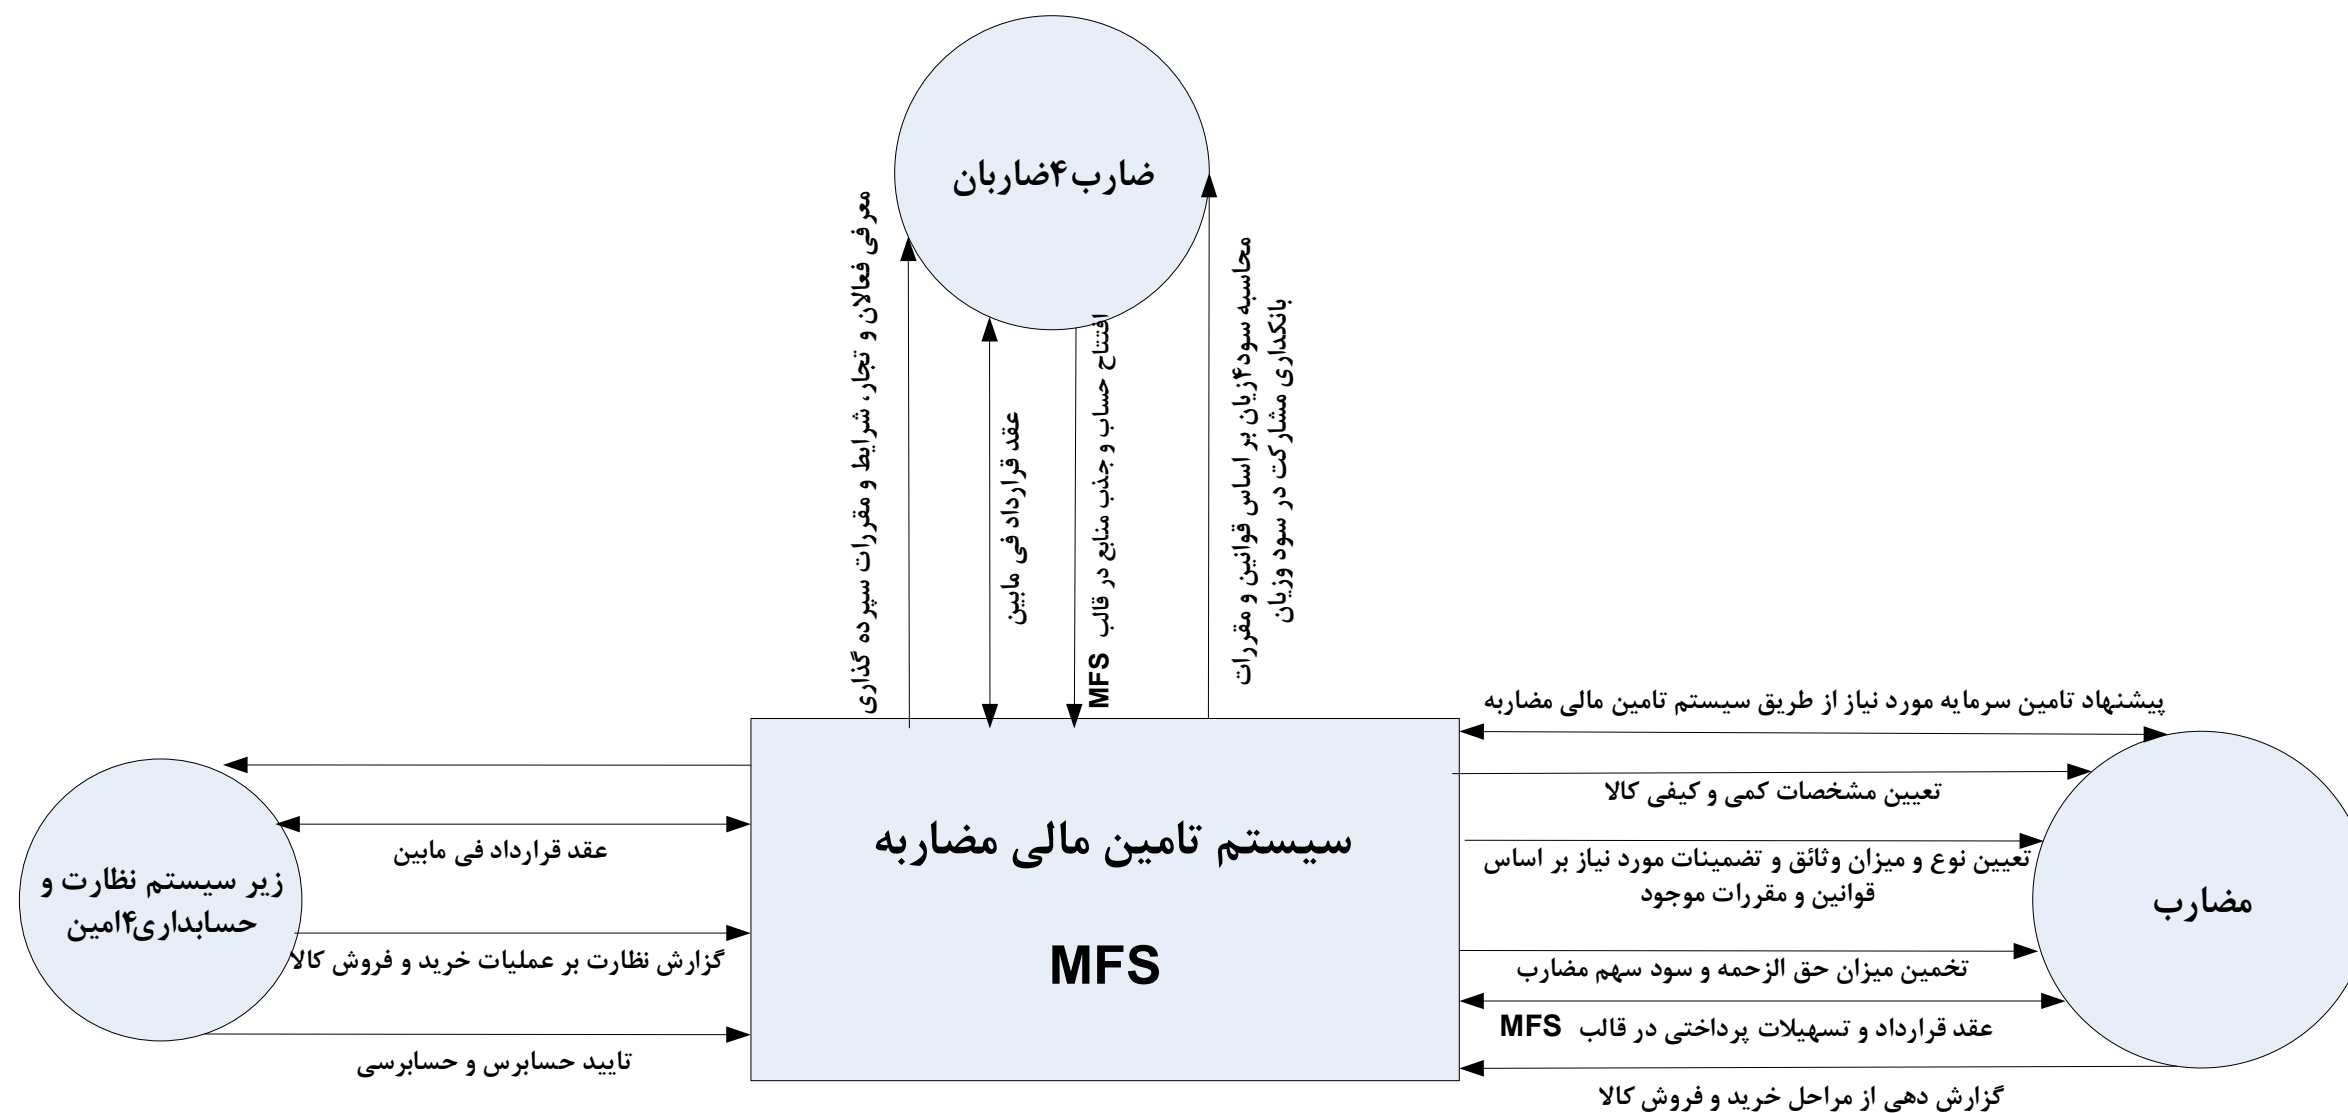 ضارب۴ضاربان
معرفی فعالان و تجار، شرایط و مقررات سپرده گذاری
عقد قرارداد فی مابین
افتتاح حساب و جذب منابع در قالب MFS
محاسبه سود۴زیان بر اساس قوانین و مقررات
بانکداری مشارکت در سود وزیان
پیشنهاد تامین سرمایه مورد نیاز از طریق سیستم تامین مالی مضاربه
تعیین مشخصات کمی و کیفی کالا
تعیین نوع و میزان وثائق و تضمینات مورد نیاز بر اساس
قوانین و مقررات موجود
تخمین میزان حق الزحمه و سود سهم مضارب
عقد قرارداد و تسهیلات پرداختی در قالب MFS
گزارش دهی از مراحل خرید و فروش کالا
مضارب
سیستم تامین مالی مضاربه
MFS
عقد قرارداد فی مابین
گزارش نظارت بر عملیات خرید و فروش کالا
تایید حسابرس و حسابرسی
زیر سیستم نظارت و
حسابداری۴امین